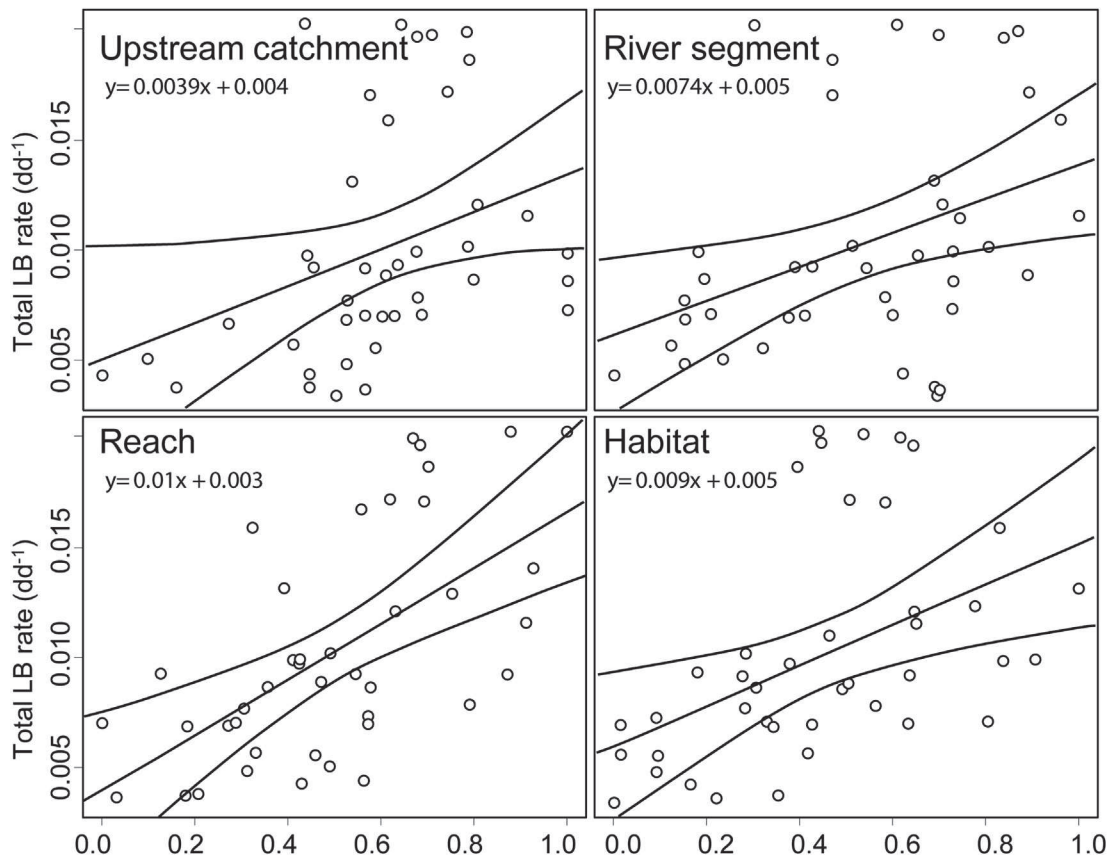 Upstream catchment
y= 0.0039x + 0.004
River segment
y= 0.0074x + 0.005
Total LB rate (dd-1)
0.015
0.010
0.005
Reach
y= 0.01x + 0.003
Habitat
y= 0.009x + 0.005
Total LB rate (dd-1)
0.015
0.010
0.005
0.0 0.2 0.4 0.6 0.8 1.0 0.0 0.2 0.4 0.6 0.8 1.0